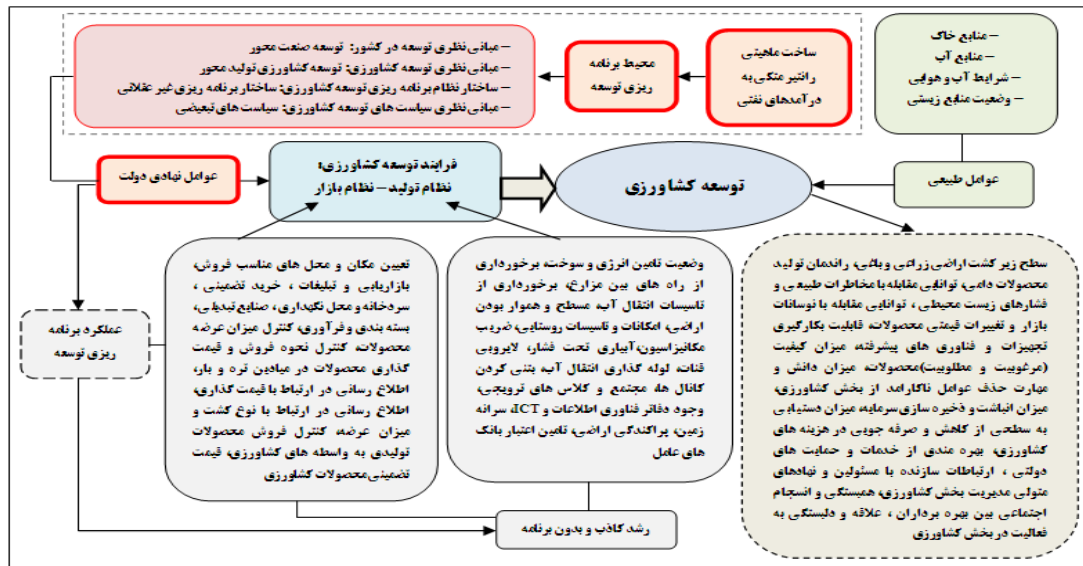 – منابع خاک
– منابع آب
– شرایط آب و هوایی
– وضعیت منابع زیستی
ساخت ماهیتی
رانتیر متکی به
درآمدهای نفتی
محیط برنامه
ریزی توسعه
– مبانی نظری توسعه در کشور: توسعه صنعت محور
– مبانی نظری توسعه کشاورزی: توسعه کشاورزی تولید محور
– ساختار نظام برنامه ریزی توسعه کشاورزی: ساختار برنامه ریزی غیر عقلائی
– مبانی نظری سیاست های توسعه کشاورزی: سیاست های تبعیضی
عوامل طبیعی
توسعه کشاورزی
فرایند توسعه کشاورزی:
نظام تولید – نظام بازار
عوامل نهادی دولت
سطح زیر کشت اراضی زراعی و باغی، راندمان تولید
محصولات دامی، توانایی مقابله با مخاطرات طبیعی و
فشارهای زیست محیطی ، توانایی مقابله با نوسانات
بازار و تغییرات قیمتی محصولات، قابلیت بکارگیری
تجهیزات و فناوری های پیشرفته، میزان کیفیت
(مرغوبیت و مطلوبیت)محصولات، میزان دانش و
مهارت حذف عوامل ناکارامد از بخش کشاورزی،
میزان انباشت و ذخیره سازی سرمایه، میزان دستیابی
به سطحی از کاهش و صرفه جویی در هزینه های
کشاورزی، بهره مندی از خدمات و حمایت های
دولتی ، ارتباطات سازنده با مسئولین و نهادهای
متولی مدیریت بخش کشاورزی، همبستگی و انسجام
اجتماعی بین بهره برداران ، علاقه و دلبستگی به
فعالیت در بخش کشاورزی
وضعیت تامین انرژی و سوخت، برخورداری
از راه های بین مزارع، برخورداری از
تاسیسات انتقال آب، مسطح و هموار بودن
اراضی، امکانات و تاسیسات روستایی، ضریب
مکانیزاسیون،آبیاری تحت فشار، لایروبی
قنات، لوله گذاری انتقال آب، بتنی کردن
کانال ها، مجتمع و کلاس های ترویجی،
وجود دفاتر فناوری اطلاعات و ICT، سرانه
زمین، پراکندگی اراضی، تامین اعتبار بانک
های عامل
تعیین مکان و محل های مناسب فروش،
بازاریابی و تبلیغات ، خرید تضمینی ،
سردخانه و محل نگهداری ، صنایع تبدیلی،
بسته بندی و فرآوری، کنترل میزان عرضه
محصولات، کنترل نحوه فروش و قیمت
گذاری محصولات در میادین تره و بار،
اطلاع رسانی در ارتباط با قیمت گذاری،
اطلاع رسانی در ارتباط با نوع کشت و
میزان عرضه، کنترل فروش محصولات
تولیدی به واسطه های کشاورزی، قیمت
تضمینی محصولات کشاورزی
عملکرد برنامه
ریزی توسعه
رشد کاذب و بدون برنامه